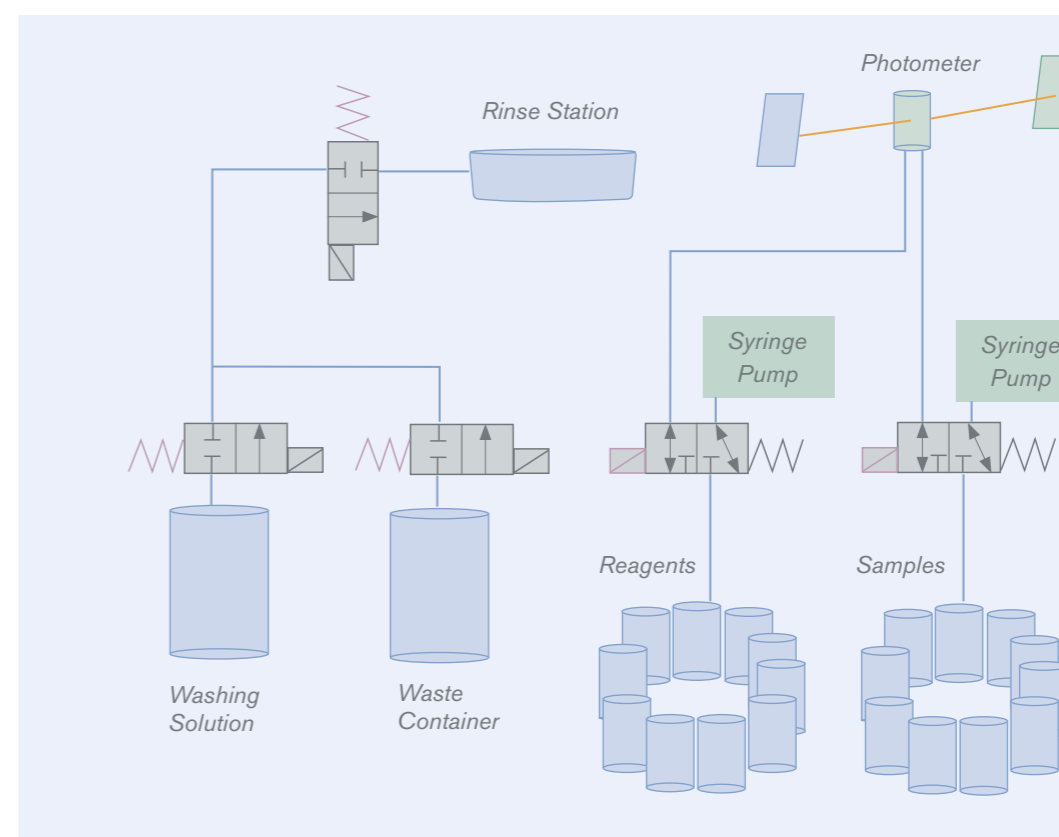 Photometer
Rinse Station
Syringe
Pump
Syringe
Pump
Reagents
Samples
Washing
Solution
Waste
Container